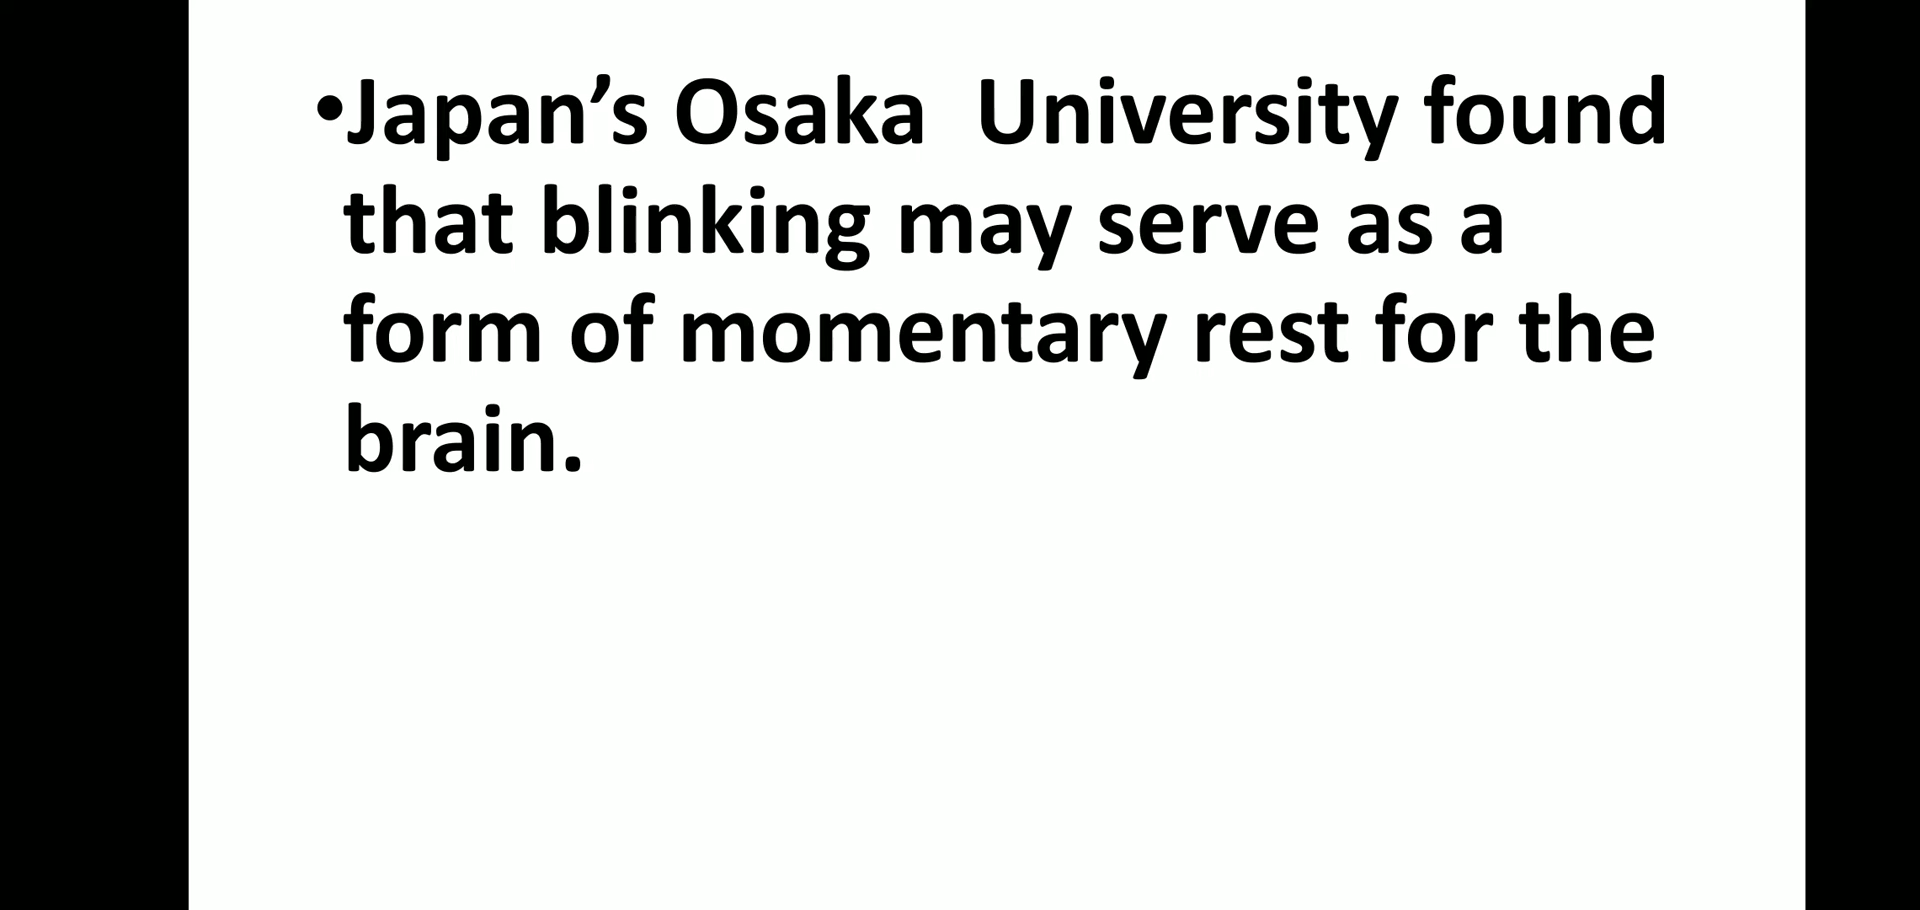 •Japan’s Osaka  University found
that blinking may serve as a
form of momentary rest for the
brain.